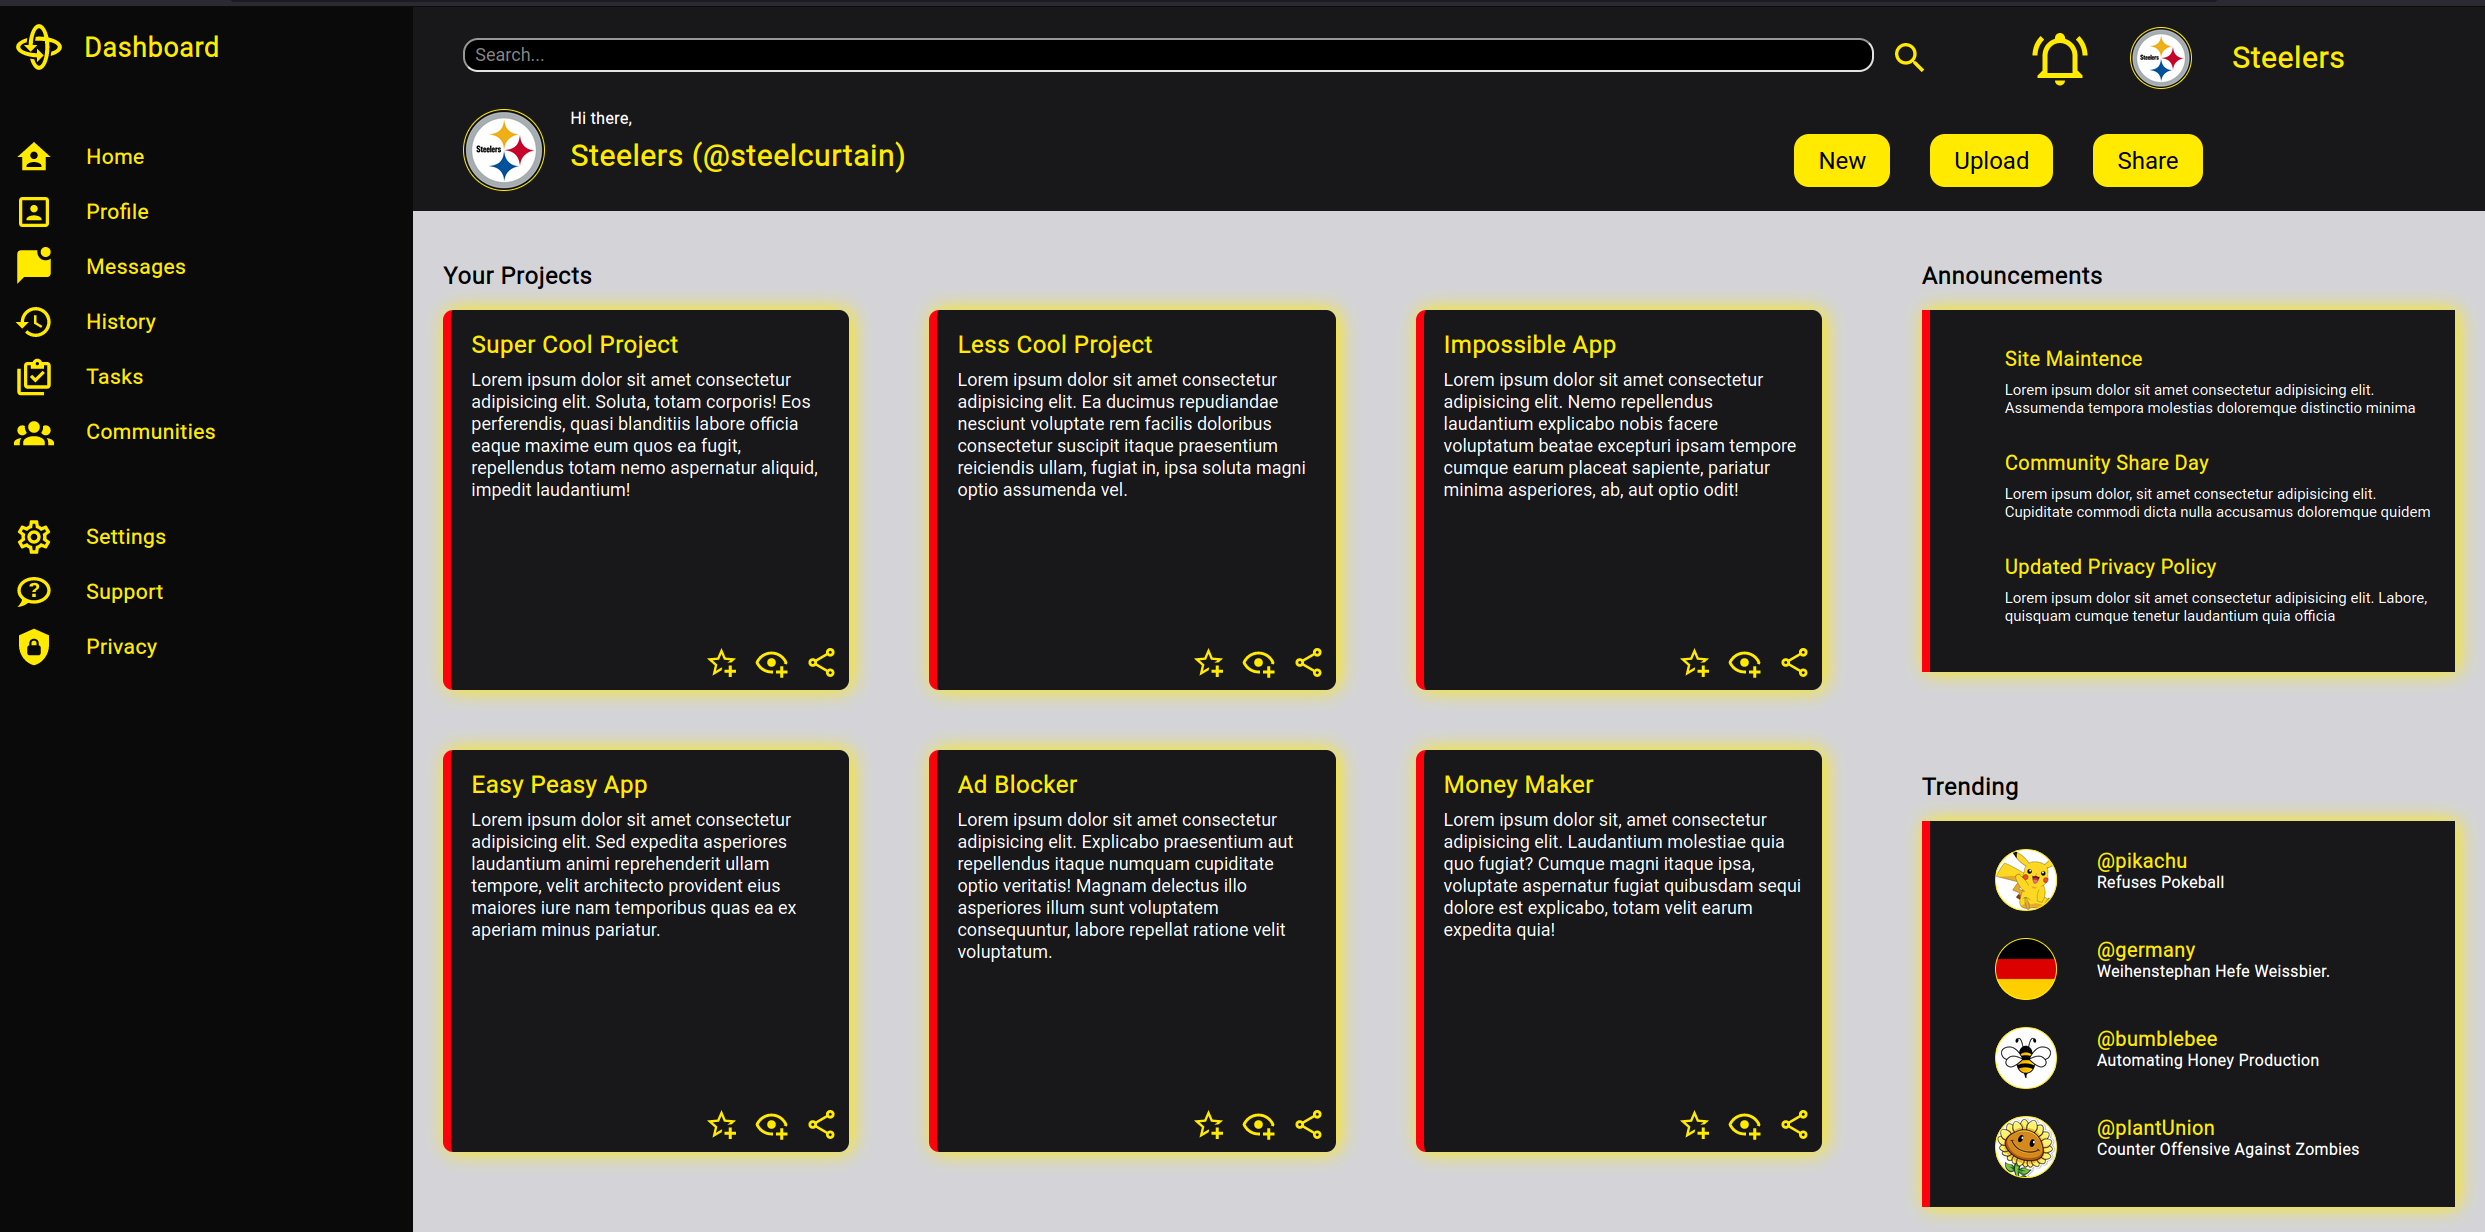 Dashboard
Home
Profile
Messages
History
Tasks
Communities
Settings
Support
Privacy
Search...
Steelers
Steelers
Hi there,
Steelers
Steelers (@steelcurtain)
New
Upload
Share
Your Projects
Super Cool Project
Lorem ipsum dolor sit amet consectetur
adipisicing elit. Soluta, totam corporis! Eos
perferendis, quasi blanditiis labore officia
eaque maxime eum quos ea fugit,
repellendus totam nemo aspernatur aliquid,
impedit laudantium!
Less Cool Project
Lorem ipsum dolor sit amet consectetur
adipisicing elit. Ea ducimus repudiandae
nesciunt voluptate rem facilis doloribus
consectetur suscipit itaque praesentium
reiciendis ullam, fugiat in, ipsa soluta magni
optio assumenda vel.
Impossible App
Lorem ipsum dolor sit amet consectetur
adipisicing elit. Nemo repellendus
laudantium explicabo nobis facere
voluptatum beatae excepturi ipsam tempore
cumque earum placeat sapiente, pariatur
minima asperiores, ab, aut optio odit!
Easy Peasy App
Lorem ipsum dolor sit amet consectetur
adipisicing elit. Sed expedita asperiores
laudantium animi reprehenderit ullam
tempore, velit architecto provident eius
maiores iure nam temporibus quas ea ex
aperiam minus pariatur.
Ad Blocker
Lorem ipsum dolor sit amet consectetur
adipisicing elit. Explicabo praesentium aut
repellendus itaque numquam cupiditate
optio veritatis! Magnam delectus illo
asperiores illum sunt voluptatem
consequuntur, labore repellat ratione velit
voluptatum.
Money Maker
Lorem ipsum dolor sit, amet consectetur
adipisicing elit. Laudantium molestiae quia
quo fugiat? Cumque magni itaque ipsa,
voluptate aspernatur fugiat quibusdam sequi
dolore est explicabo, totam velit earum
expedita quia!
Announcements
Site Maintence
Lorem ipsum dolor sit amet consectetur adipisicing elit.
Assumenda tempora molestias doloremque distinctio minima
Community Share Day
Lorem ipsum dolor, sit amet consectetur adipisicing elit.
Cupiditate commodi dicta nulla accusamus doloremque quidem
Updated Privacy Policy
Lorem ipsum dolor sit amet consectetur adipisicing elit. Labore,
quisquam cumque tenetur laudantium quia officia
Trending
@pikachu
Refuses Pokeball
@germany
Weihenstephan Hefe Weissbier.
@bumblebee
Automating Honey Production
@plantUnion
Counter Offensive Against Zombies